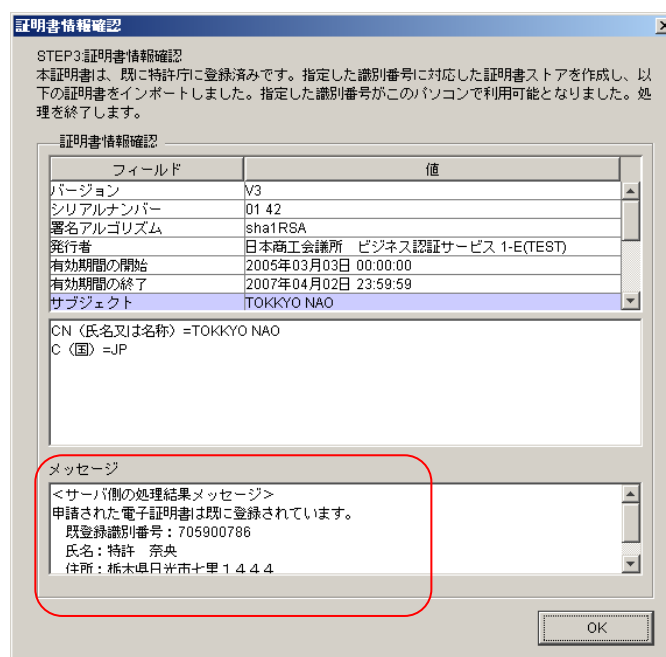 証明書情報確認
STEP3:証明書情報確認
本証明書は、既に特許庁に登録済みです。指定した識別番号に対応した証明書ストアを作成し、以
下の証明書をインポートしました。指定した識別番号がこのパソコンで利用可能となりました。処
理を終了します。
証明書情報確認
フィールド 値
バージョン V3
シリアルナンバー 01 42
署名アルゴリズム sha1RSA
発行者 日本商工会議所 ビジネス認証サービス 1-E(TEST)
有効期間の開始 2005年03月03日 00:00:00
有効期間の終了 2007年04月02日 23:59:59
サブジェクト TOKKYO NAO
CN（氏名又は名称）=TOKKYO NAO
C（国）=JP
メッセージ
＜サーバ側の処理結果メッセージ＞
申請された電子証明書は既に登録されています。
既登録識別番号：705900786
氏名：特許 奈央
住所：栃木県日光市七里１４４４
OK